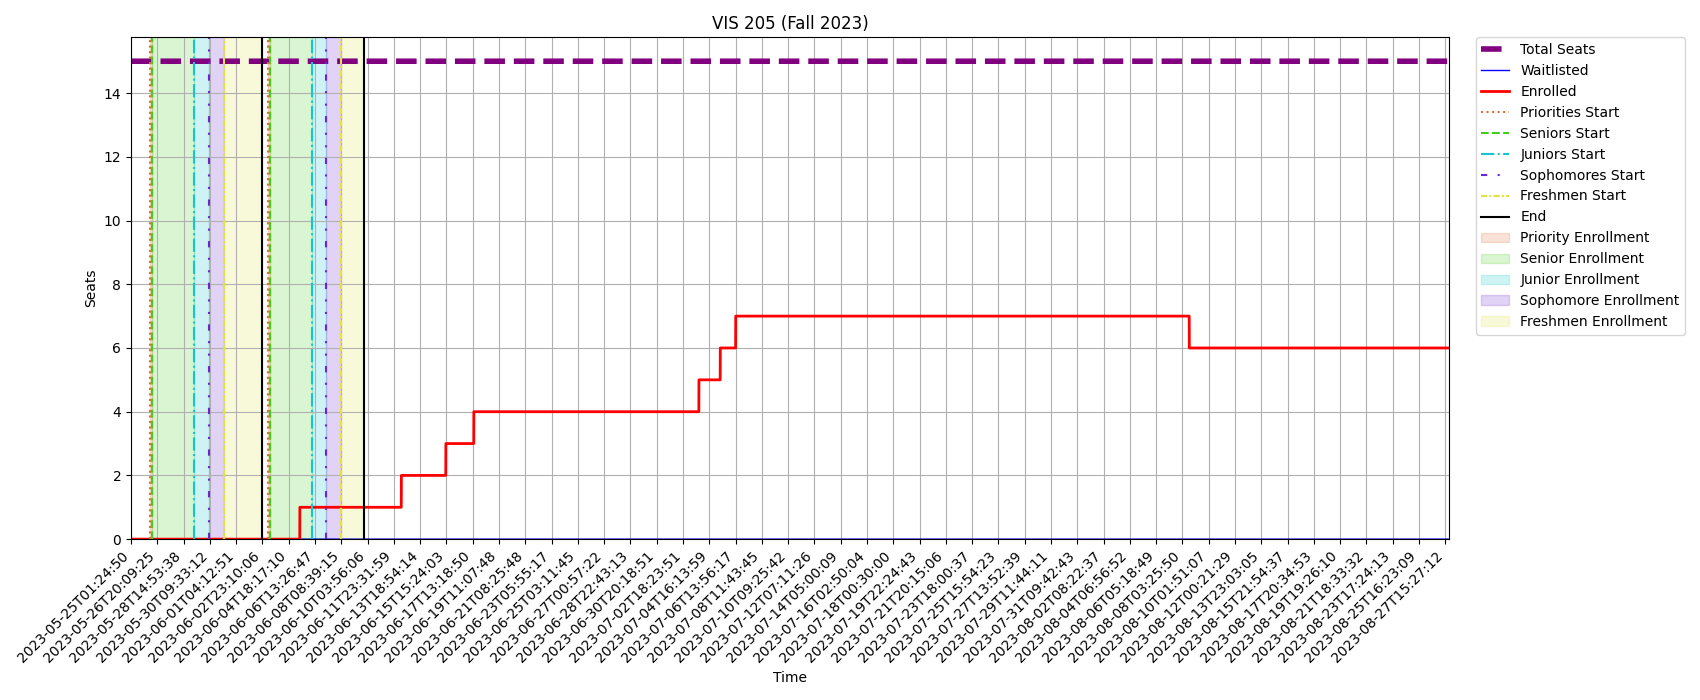 VIS 205 (Fall 2023)
Total Seats
Waitlisted
Enrolled
Priorities Start
Seniors Start
Juniors Start
Sophomores Start
Freshmen Start
End
Priority Enrollment
Senior Enrollment
Junior Enrollment
Sophomore Enrollment
Freshmen Enrollment
Seats
14
12
10
8
6
4
2
0
2023-05-25T01:24:50
2023-05-26T20:09:25
2023-05-28T14:53:38
2023-05-30T09:33:12
2023-06-01T04:12:51
2023-06-02T23:10:06
2023-06-04T18:17:10
2023-06-06T13:26:47
2023-06-08T08:39:15
2023-06-10T03:56:06
2023-06-11T23:31:59
2023-06-13T18:54:14
2023-06-15T15:24:03
2023-06-17T13:18:50
2023-06-19T11:07:48
2023-06-21T08:25:48
2023-06-23T05:55:17
2023-06-25T03:11:45
2023-06-27T00:57:22
2023-06-28T22:43:13
2023-06-30T20:18:51
2023-07-02T18:23:51
2023-07-04T16:13:59
2023-07-06T13:56:17
2023-07-08T11:43:45
2023-07-10T09:25:42
2023-07-12T07:11:26
2023-07-14T05:00:09
2023-07-16T02:50:04
2023-07-18T00:30:00
2023-07-19T22:24:43
2023-07-21T20:15:06
2023-07-23T18:00:37
2023-07-25T15:54:23
2023-07-27T13:52:39
2023-07-29T11:44:11
2023-07-31T09:42:43
2023-08-02T08:22:37
2023-08-04T06:56:52
2023-08-06T05:18:49
2023-08-08T03:25:50
2023-08-10T01:51:07
2023-08-12T00:21:29
2023-08-13T23:03:05
2023-08-15T21:54:37
2023-08-17T20:34:53
2023-08-19T19:26:10
2023-08-21T18:33:32
2023-08-23T17:24:13
2023-08-25T16:23:09
2023-08-27T15:27:12
Time